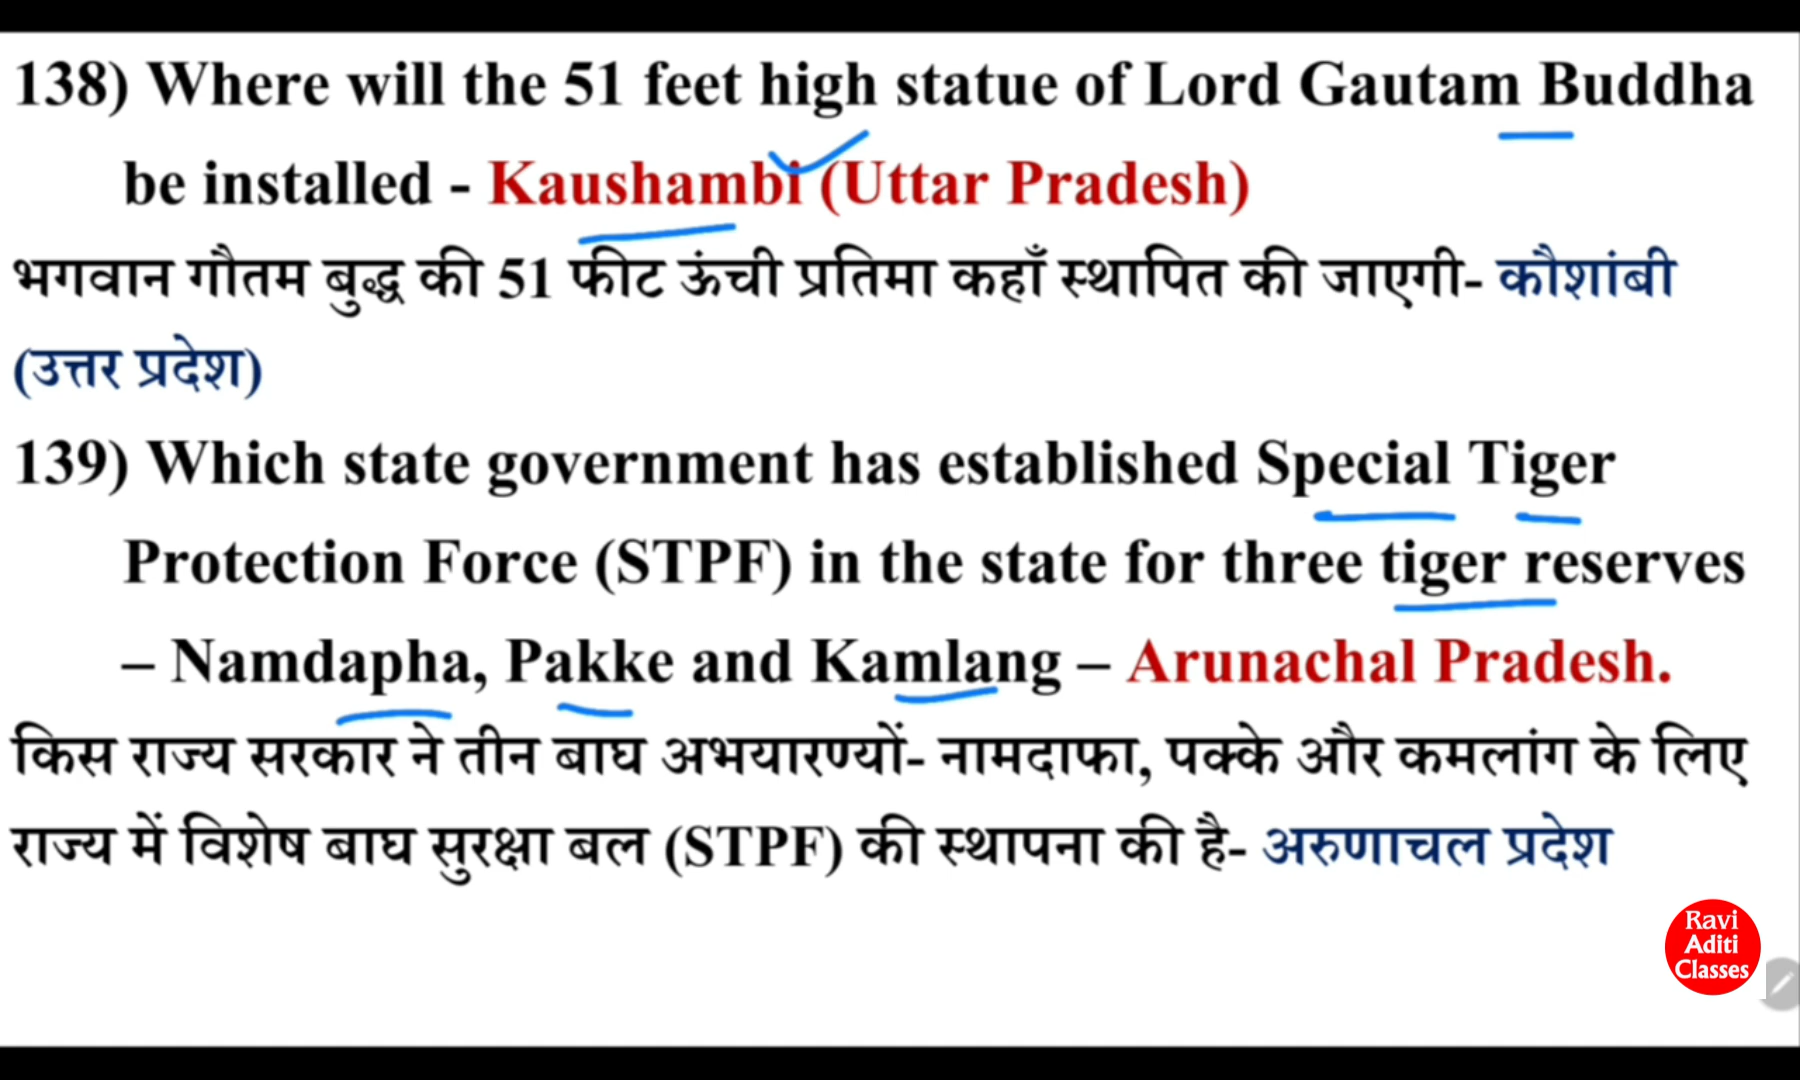 138) Where will the 51 feet high statue of Lord Gautam Buddha
be installed - Kaushambi (Uttar Pradesh)
भगवान गौतम बुद्ध की 51 फीट ऊंची प्रतिमा कहाँ स्थापित की जाएगी- कौशांबी
(उत्तर प्रदेश)
139) Which state government has established Special Tiger
Protection Force (STPF) in the state for three tiger reserves
– Namdapha, Pakke and Kamlang – Arunachal Pradesh.
किस राज्य सरकार ने तीन बाघ अभयारण्यों- नामदाफा, पक्के और कमलांग के लिए
राज्य में विशेष बाघ सुरक्षा बल (STPF) की स्थापना की है- अरुणाचल प्रदेश
Ravi
Aditi
Classes